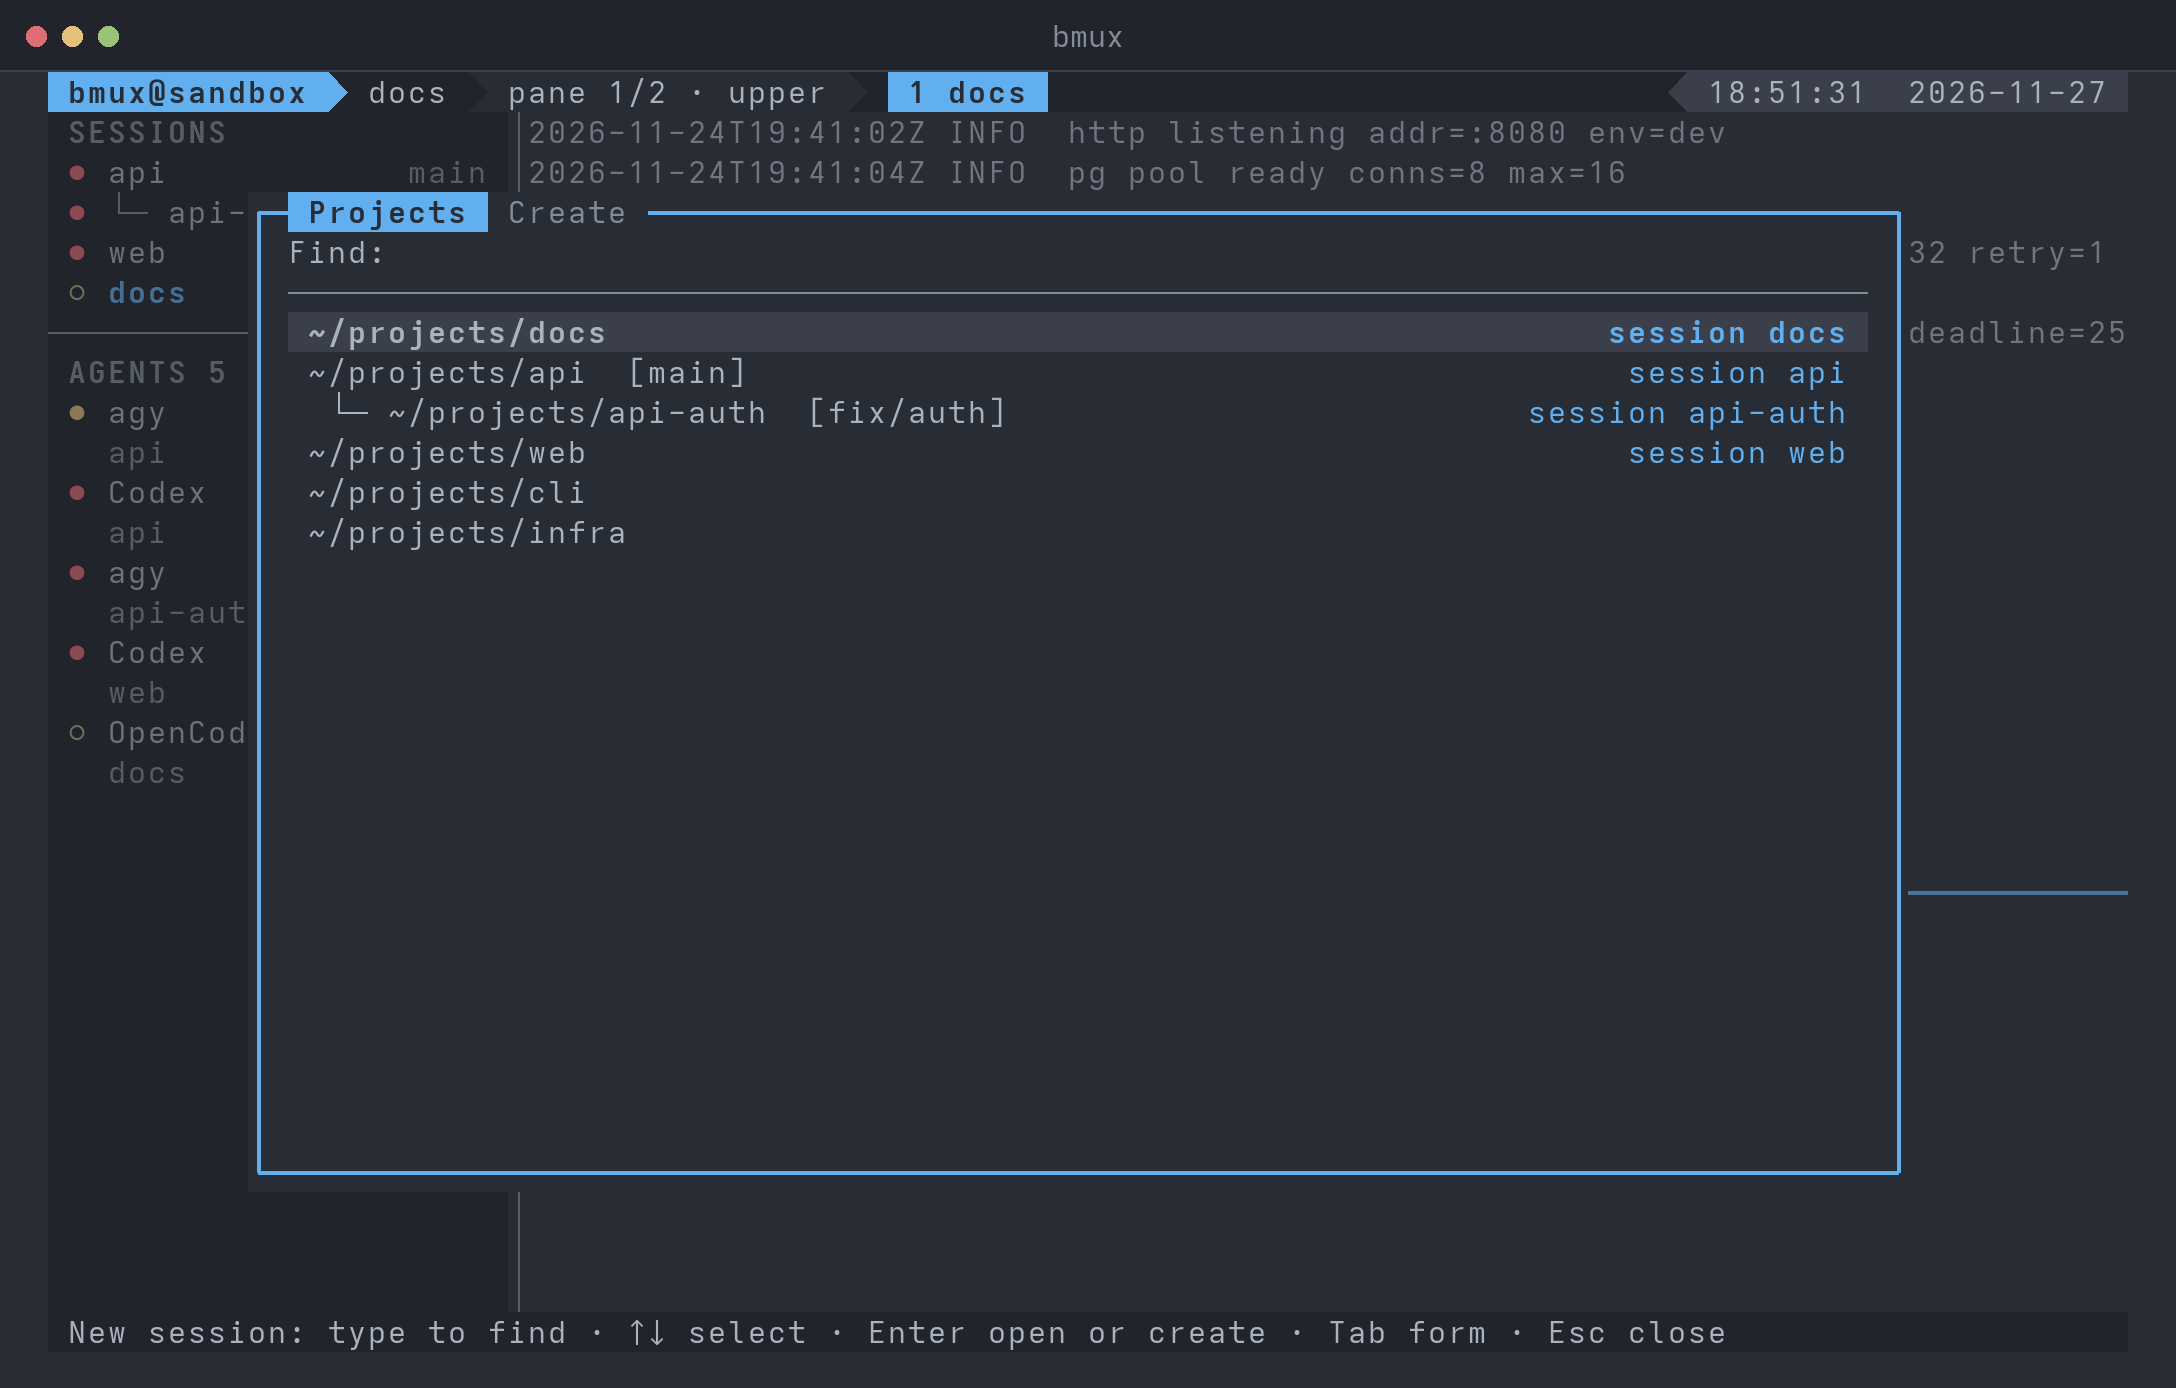 bmux
bmux@sandbox docs pane 1/2 · upper 1 docs 18:51:31 2026-11-27
SESSIONS
2026-11-24T19:41:02Z INFO http listening addr=:8080 env=dev
● api main
2026-11-24T19:41:04Z INFO pg pool ready conns=8 max=16
● └─ api-
Projects Create
● web
Find:
32 retry=1
○ docs
~/projects/docs session docs
deadline=25
~/projects/api [main] session api
└─ ~/projects/api-auth [fix/auth] session api-auth
~/projects/web session web
~/projects/cli
~/projects/infra
AGENTS 5
● agy
api
● Codex
api
● agy
api-aut
● Codex
web
○ OpenCod
docs
New session: type to find · ↑↓ select · Enter open or create · Tab form · Esc close